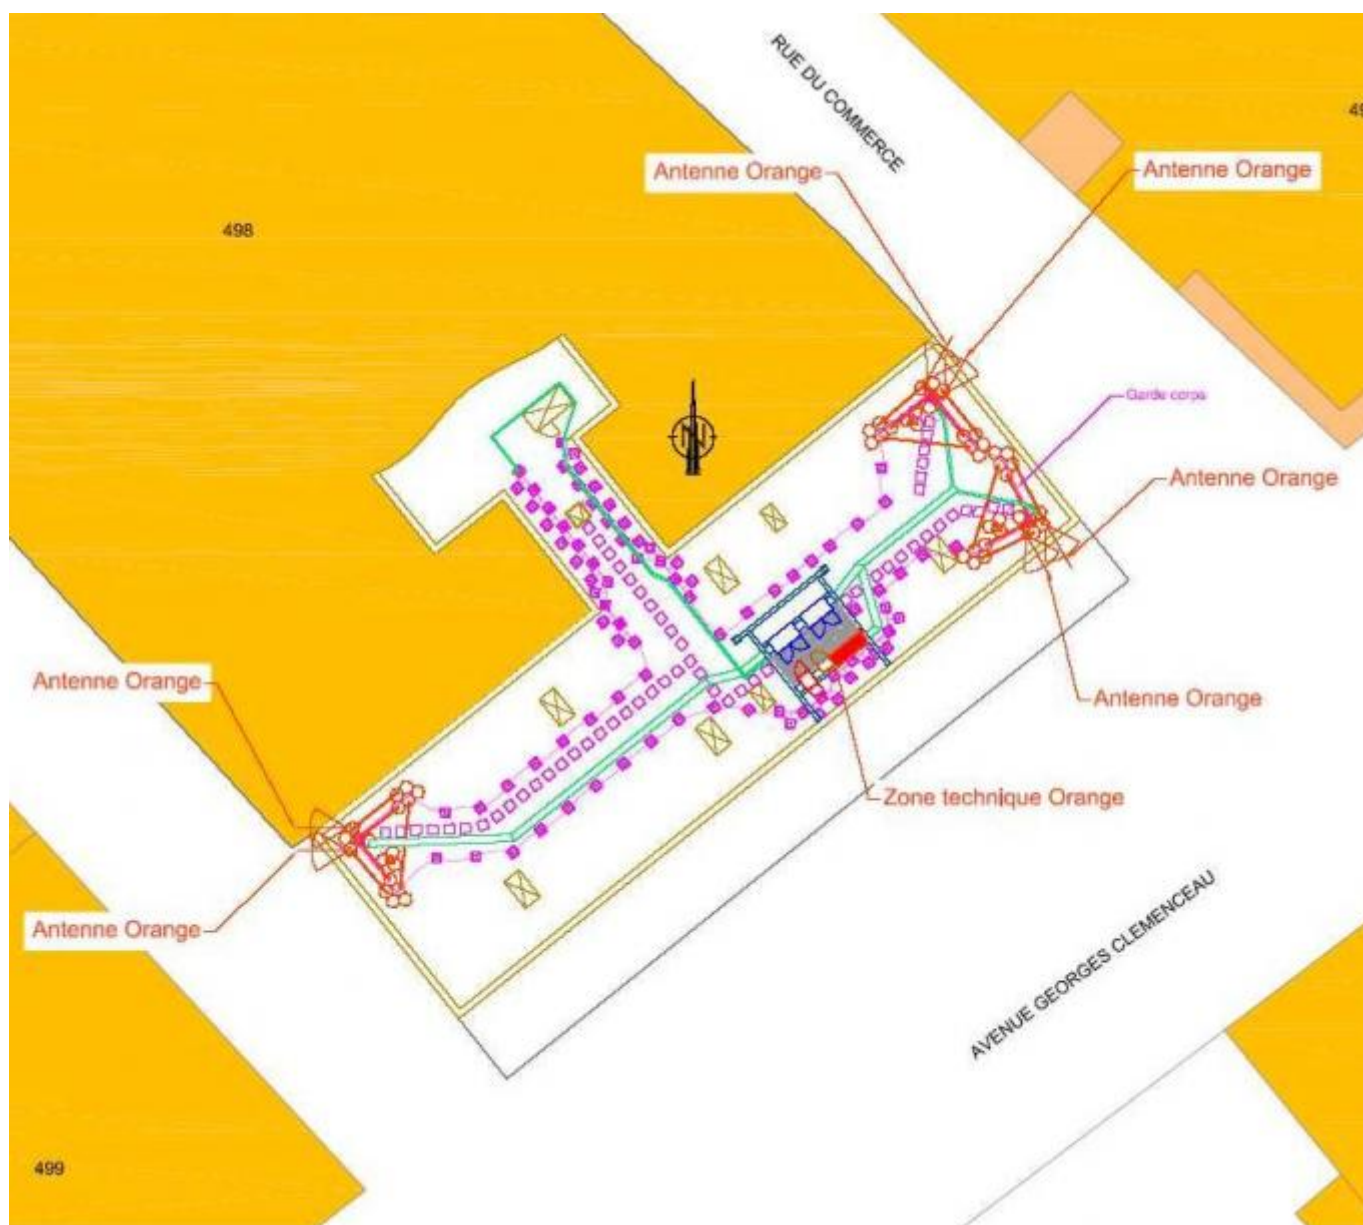 RUE DU COMMERCE
Antenne Orange
Antenne Orange
498
Garde corps
Antenne Orange
N
Antenne Orange
Antenne Orange
Zone technique Orange
Antenne Orange
AVENUE GEORGES CLEMENCEAU
499